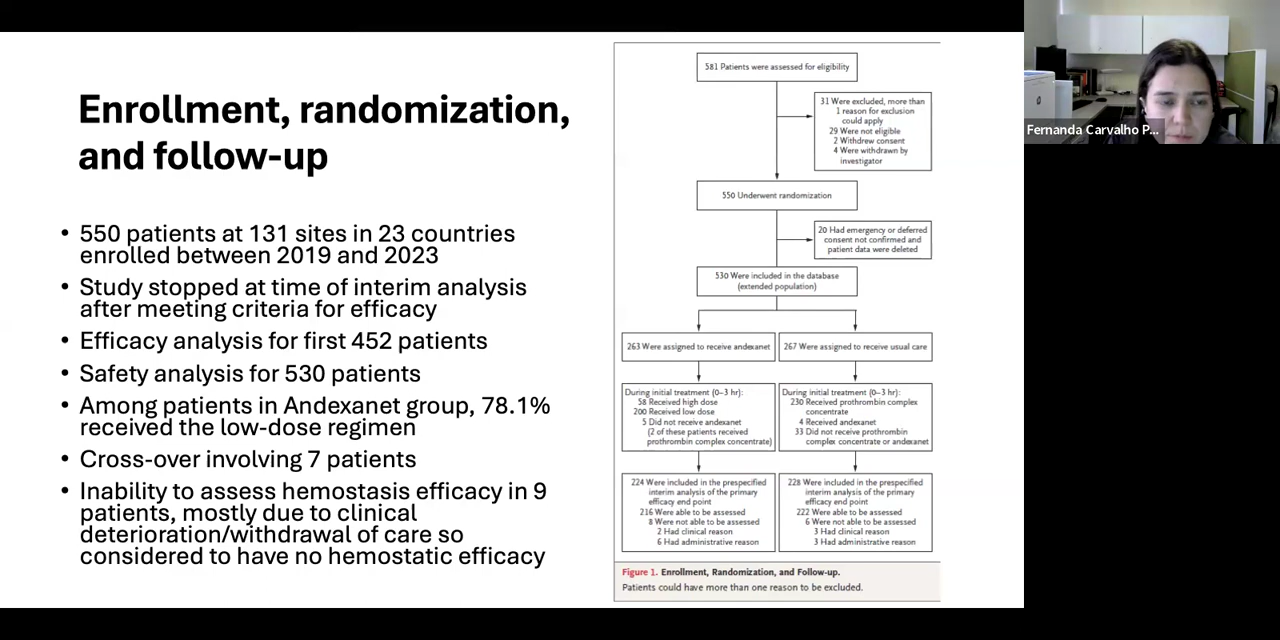 Enrollment, randomization,
and follow-up
• 550 patients at 131 sites in 23 countries
enrolled between 2019 and 2023
• Study stopped at time of interim analysis
after meeting criteria for efficacy
• Efficacy analysis for first 452 patients
• Safety analysis for 530 patients
• Among patients in Andexanet group, 78.1%
received the low-dose regimen
• Cross-over involving 7 patients
• Inability to assess hemostasis efficacy in 9
patients, mostly due to clinical
deterioration/withdrawal of care so
considered to have no hemostatic efficacy
581 Patients were assessed for eligibility
31 Were excluded, more than
1 reason for exclusion
could apply
29 Were not eligible
2 Withdrew consent
4 Were withdrawn by
investigator
550 Underwent randomization
20 Had emergency or deferred
consent not confirmed and
patient data were deleted
530 Were included in the database
(extended population)
263 Were assigned to receive andexanet
267 Were assigned to receive usual care
During initial treatment (0–3 hr):
58 Received high dose
200 Received low dose
5 Did not receive andexanet
(2 of these patients received
prothrombin complex concentrate)
During initial treatment (0–3 hr):
230 Received prothrombin complex
concentrate
4 Received andexanet
33 Did not receive prothrombin
complex concentrate or andexanet
224 Were included in the prespecified
interim analysis of the primary
efficacy end point
216 Were able to be assessed
8 Were not able to be assessed
2 Had clinical reason
6 Had administrative reason
228 Were included in the prespecified
interim analysis of the primary
efficacy end point
222 Were able to be assessed
6 Were not able to be assessed
3 Had clinical reason
3 Had administrative reason
Figure 1. Enrollment, Randomization, and Follow-up.
Patients could have more than one reason to be excluded.
Fernanda Carvalho P...